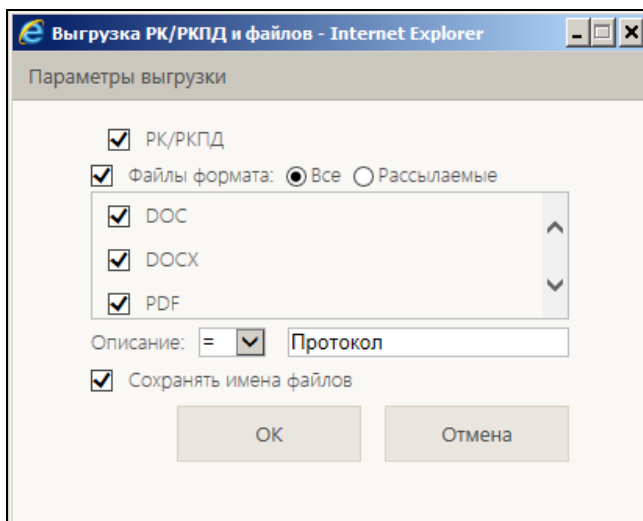 Выгрузка РК/РКПД и файлов - Internet Explorer
Параметры выгрузки
РК/РКПД
Файлы формата: Все Рассылаемые
DOC
DOCX
PDF
Описание: = Протокол
Сохранять имена файлов
ОК Отмена